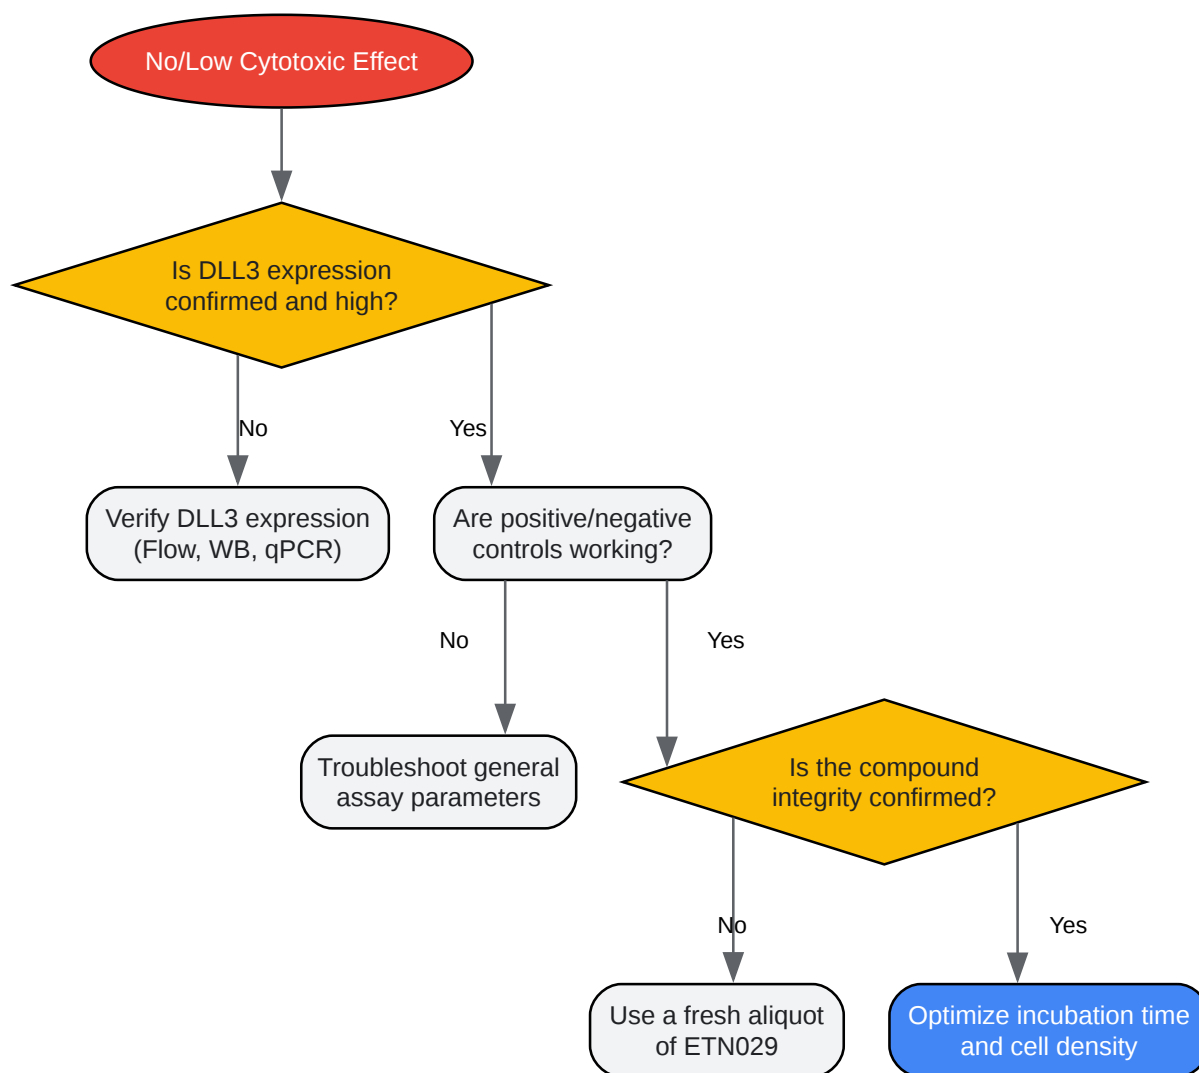 No/Low Cytotoxic Effect
Is DLL3 expression
confirmed and high?
No
Yes
Verify DLL3 expression
(Flow, WB, qPCR)
Are positive/negative
controls working?
No
Yes
Troubleshoot general
assay parameters
Is the compound
integrity confirmed?
No
Yes
Use a fresh aliquot
of ETN029
Optimize incubation time
and cell density